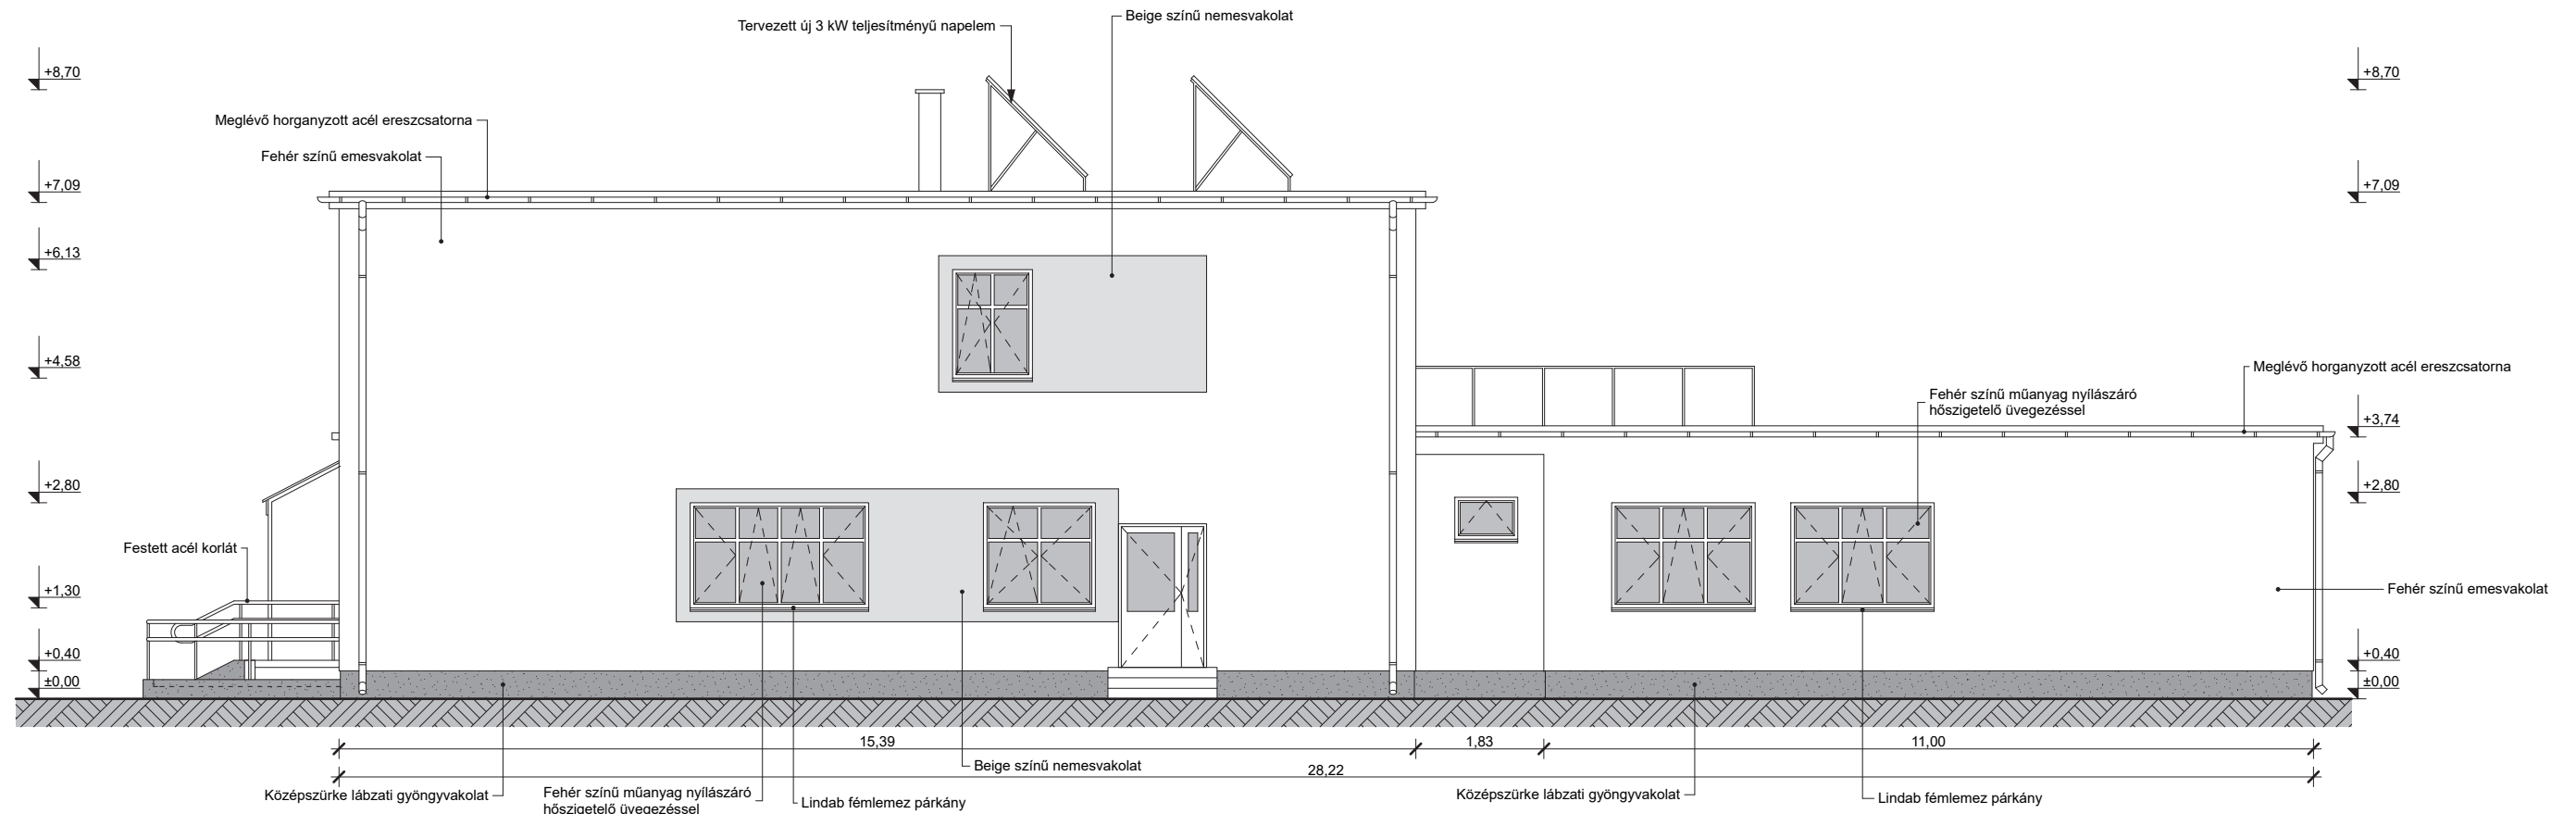 Beige színű nemesvakolat
Tervezett új 3 kW teljesítményű napelem
+8,70
+8,70
Meglévő horganyzott acél ereszcsatorna
Fehér színű emesvakolat
+7,09
+7,09
+6,13
+4,58
Meglévő horganyzott acél ereszcsatorna
Fehér színű műanyag nyílászáró
hőszigetelő üvegezéssel
+3,74
+2,80
+2,80
Festett acél korlát
+1,30
Fehér színű emesvakolat
+0,40
+0,40
±0,00
±0,00
15,39
1,83
11,00
28,22
Beige színű nemesvakolat
Középszürke lábzati gyöngyvakolat
Fehér színű műanyag nyílászáró
hőszigetelő üvegezéssel
Lindab fémlemez párkány
Középszürke lábzati gyöngyvakolat
Lindab fémlemez párkány